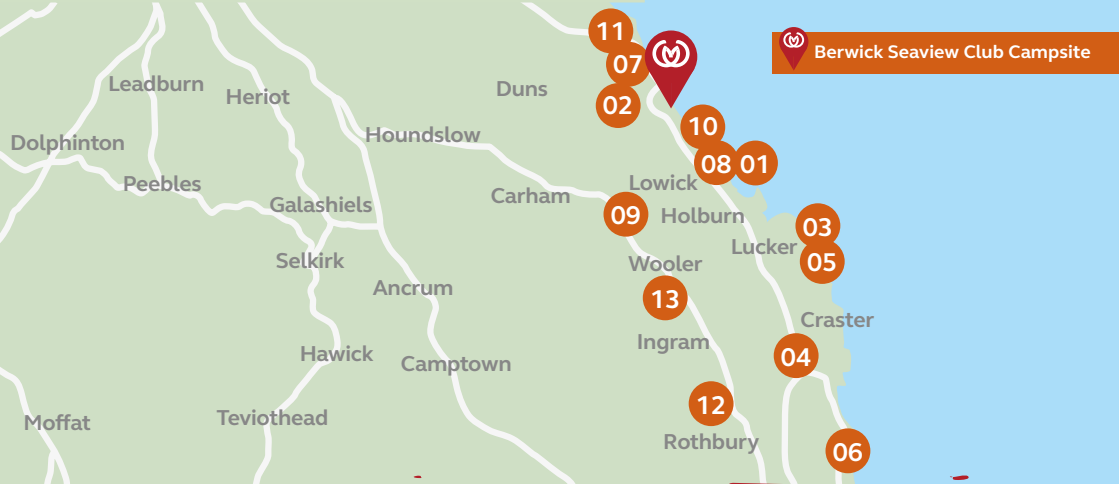 11
Berwick Seaview Club Campsite
07
Leadburn
Duns
Heriot
02
10
Houndslow
Dolphinton
08
01
Peebles
Lowick
Carham
Galashiels
09
Holburn
03
Lucker
Selkirk
Wooler
05
Ancrum
13
Craster
Ingram
Hawick
04
Camptown
12
Teviothead
Moffat
Rothbury
06